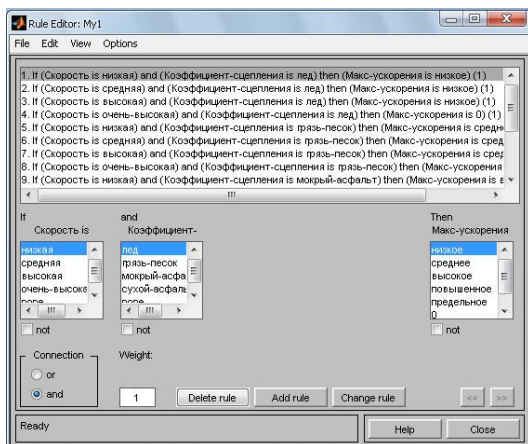 Rule Editor: My1
File Edit View Options
1. If (Скорость is низкая) and (Коэффициент-сцепления is лед) then (Макс-ускорения is низкое) (1)
2. If (Скорость is средняя) and (Коэффициент-сцепления is лед) then (Макс-ускорения is низкое) (1)
3. If (Скорость is высокая) and (Коэффициент-сцепления is лед) then (Макс-ускорения is низкое) (1)
4. If (Скорость is очень-высокая) and (Коэффициент-сцепления is лед) then (Макс-ускорения is 0) (1)
5. If (Скорость is низкая) and (Коэффициент-сцепления is грязь-песок) then (Макс-ускорения is средн
6. If (Скорость is средняя) and (Коэффициент-сцепления is грязь-песок) then (Макс-ускорения is сред
7. If (Скорость is высокая) and (Коэффициент-сцепления is грязь-песок) then (Макс-ускорения is сред
8. If (Скорость is очень-высокая) and (Коэффициент-сцепления is грязь-песок) then (Макс-ускорения
9. If (Скорость is низкая) and (Коэффициент-сцепления is мокрый-асфальт) then (Макс-ускорения is в
If
Скорость is
низкая
средняя
высокая
очень-высока
none
not
and
Коэффициент-
лед
грязь-песок
мокрый-асфа
сухой-асфаль
none
not
Then
Макс-ускорения
низкое
среднее
высокое
повышенное
предельное
0
not
Connection
or
and
Weight:
1
Delete rule
Add rule
Change rule
<<
>>
Ready
Help
Close